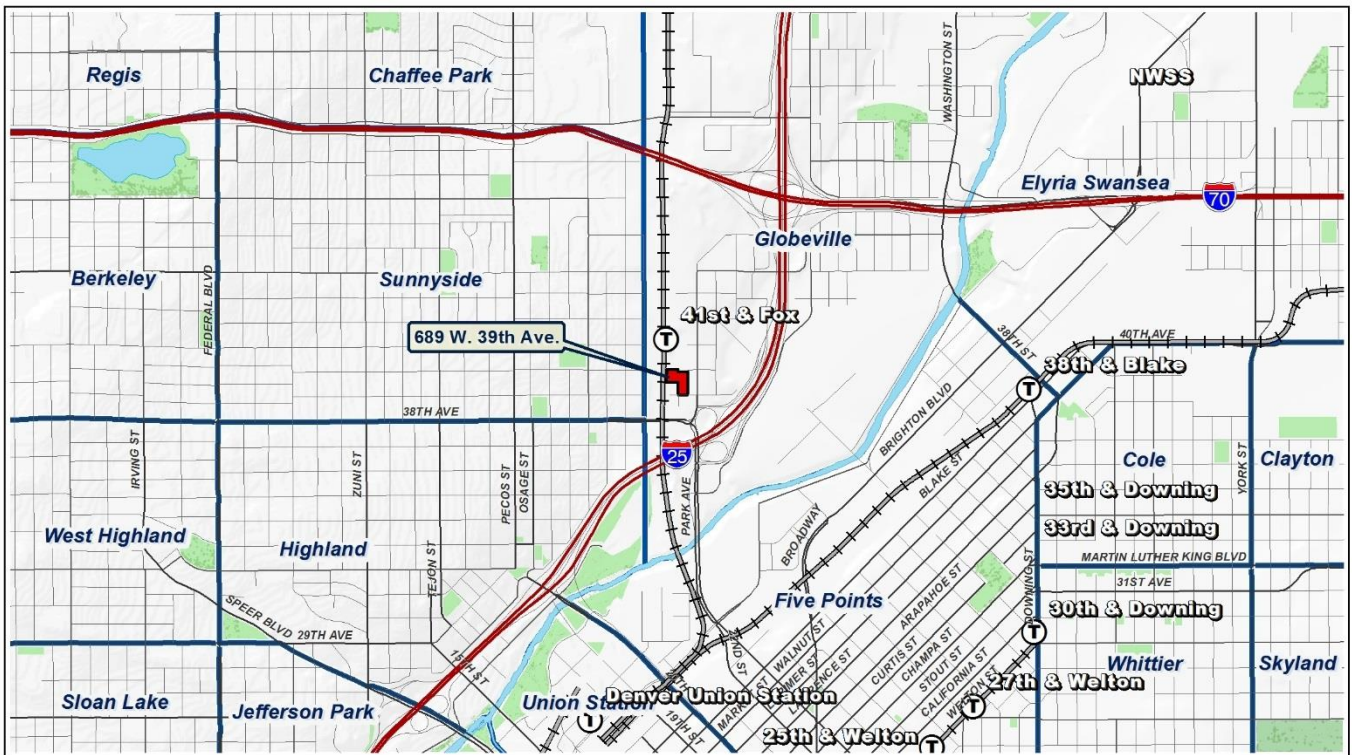 Regis
Chaffee Park
NWSS
WASHINGTON ST
Elyria Swansea
70
Globeville
Berkeley
FEDERAL BLVD
Sunnyside
41st & Fox
T
689 W. 39th Ave.
38TH ST
40TH AVE
38th & Blake
T
38TH AVE
BRIGHTON BLVD
25
IRVING ST
ZUNI ST
PECOS ST
OSAGE ST
PARK AVE
BLAKE ST
Cole
YORK ST
Clayton
35th & Downing
33rd & Downing
BROADWAY
West Highland
Highland
MARTIN LUTHER KING BLVD
31ST AVE
TEJON ST
Five Points
ARAPAHOE ST
DOWNING ST
30th & Downing
T
SPEER BLVD
29TH AVE
15TH ST
22ND ST
WALNUT ST
CURTIS ST
CHAMPA ST
STOUT ST
CALIFORNIA ST
WELTON ST
Whittier
Skyland
27th & Welton
T
Sloan Lake
Jefferson Park
Union Station
Denver Union Station
T
19TH ST
25th & Welton
T